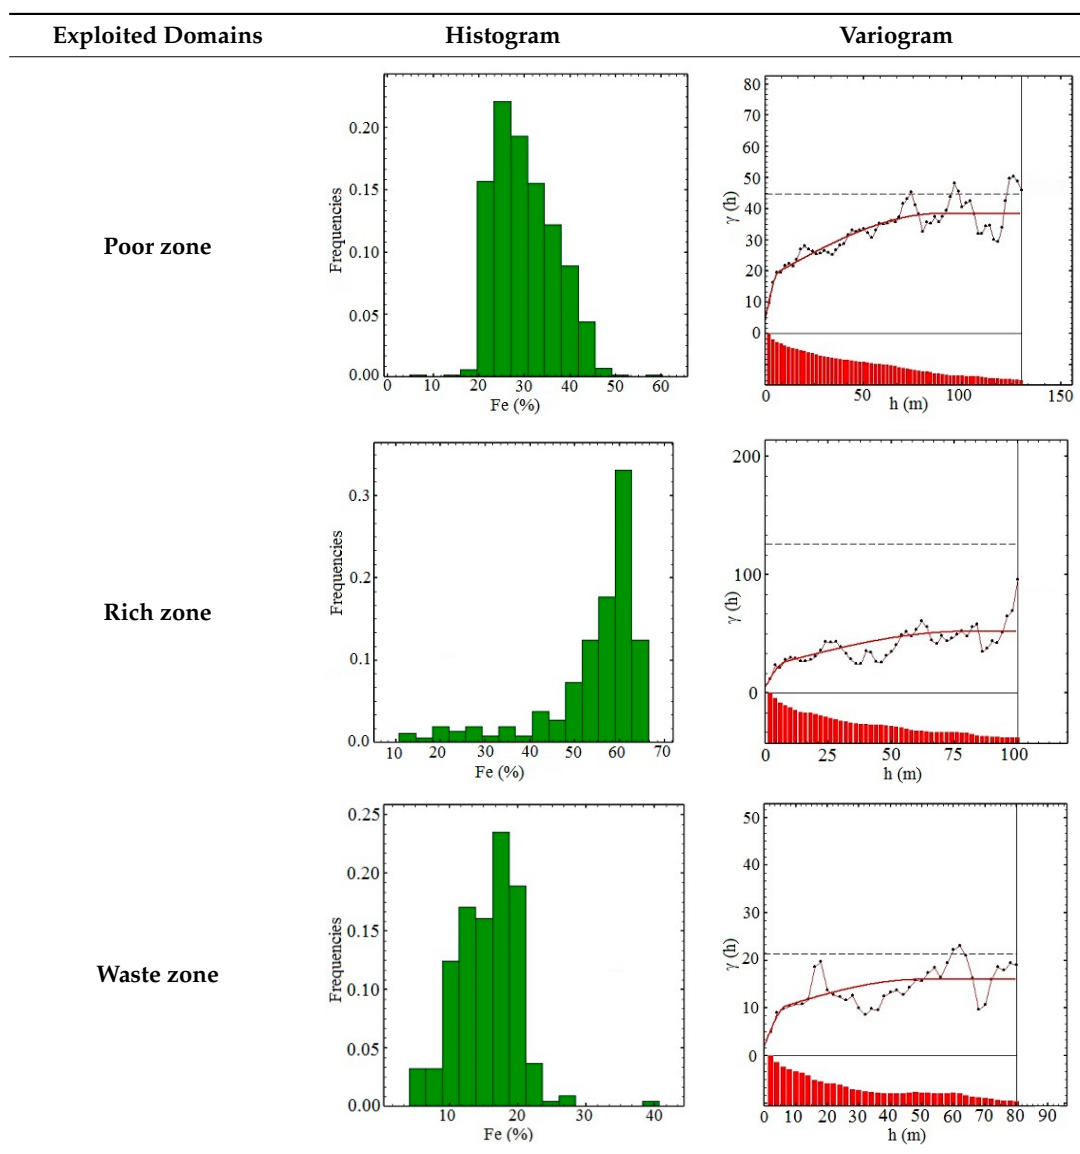 Exploited Domains Histogram Variogram
Poor zone
Frequencies
0.20
0.15
0.10
0.05
0.00
0 10 20 30 40 50 60
Fe (%)
γ (h)
80
70
60
50
40
30
20
10
0
0 50 100 150
h (m)
Rich zone
Frequencies
0.3
0.2
0.1
0.0
10 20 30 40 50 60 70
Fe (%)
γ (h)
200
100
0
0 25 50 75 100
h (m)
Waste zone
Frequencies
0.25
0.20
0.15
0.10
0.05
0.00
10 20 30 40
Fe (%)
γ (h)
50
40
30
20
10
0
0 10 20 30 40 50 60 70 80 90
h (m)